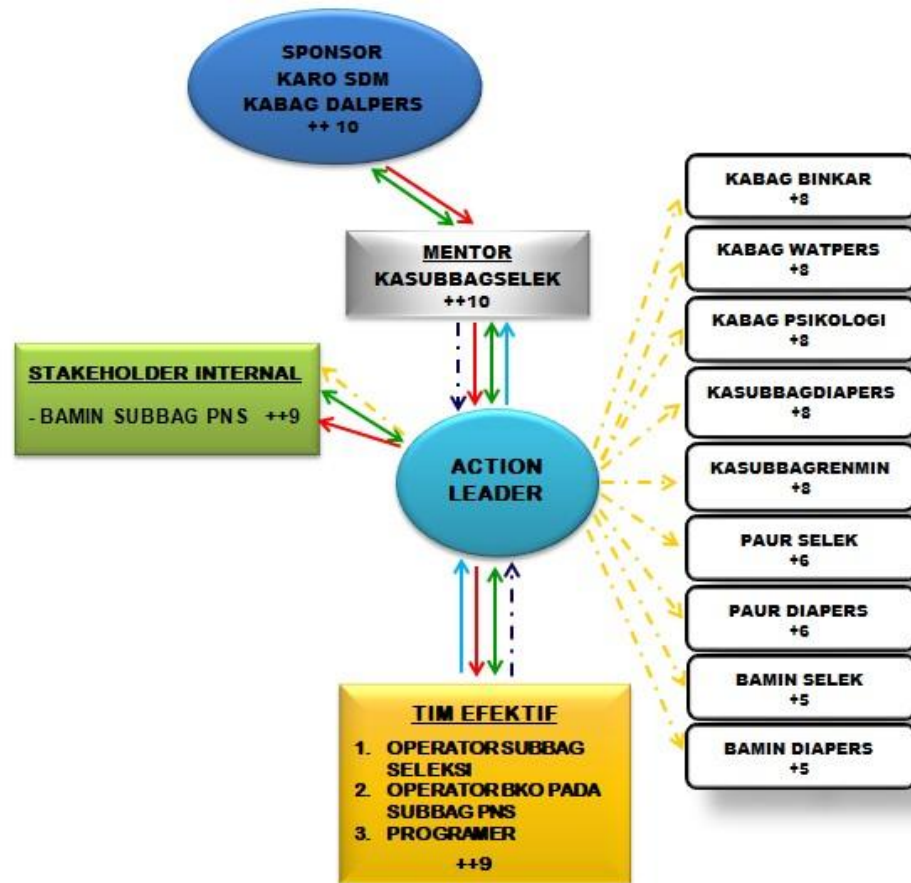 SPONSOR
KARO SDM
KABAG DALPERS
++ 10
MENTOR
KASUBBAGSELEK
++10
STAKEHOLDER INTERNAL
- BAMIN SUBBAG PNS ++9
ACTION
LEADER
KABAG BINKAR
+8
KABAG WATPERS
+8
KABAG PSIKOLOGI
+8
KASUBBAGDIAPERS
+8
KASUBBAGRENMIN
+8
PAUR SELEK
+6
PAUR DIAPERS
+6
BAMIN SELEK
+5
BAMIN DIAPERS
+5
TIM EFEKTIF
1. OPERATOR SUBBAG
SELEKSI
2. OPERATOR BKO PADA
SUBBAG PNS
3. PROGRAMER
++9